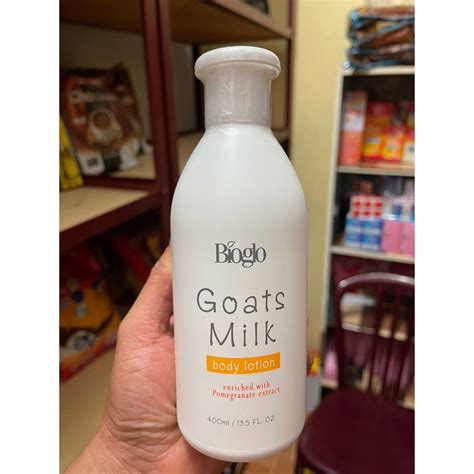 Bioglo
Goats
Milk
body lotion
enriched with
Pomegranate extract
400ml / 13.5 FL. OZ.